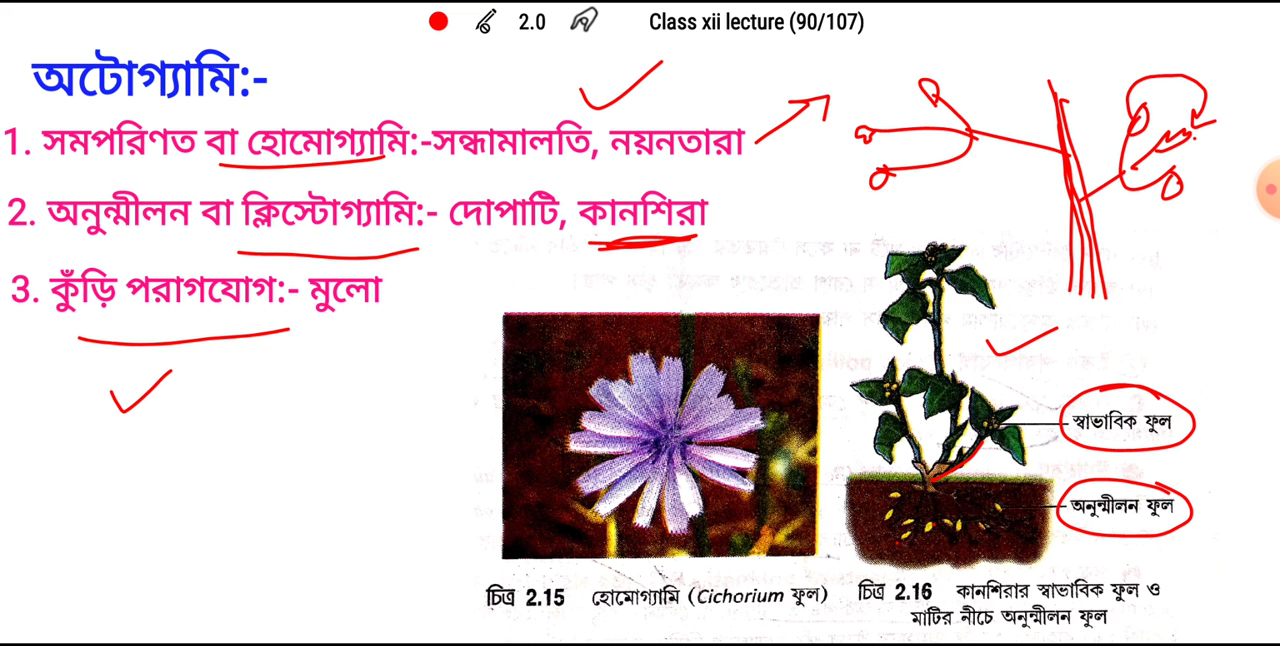 2.0 Class xii lecture (90/107)
অটোগ্যামি:-
1. সমপরিণত বা হোমোগ্যামি:-সন্ধামালতি, নয়নতারা
2. অনুন্মীলন বা ক্লিস্টোগ্যামি:- দোপাটি, কানশিরা
3. কুঁড়ি পরাগযোগ:- মুলো
স্বাভাবিক ফুল
অনুন্মীলন ফুল
চিত্র 2.15 হোমোগ্যামি (Cichorium ফুল)
চিত্র 2.16 কানশিরার স্বাভাবিক ফুল ও
মাটির নীচে অনুন্মীলন ফুল